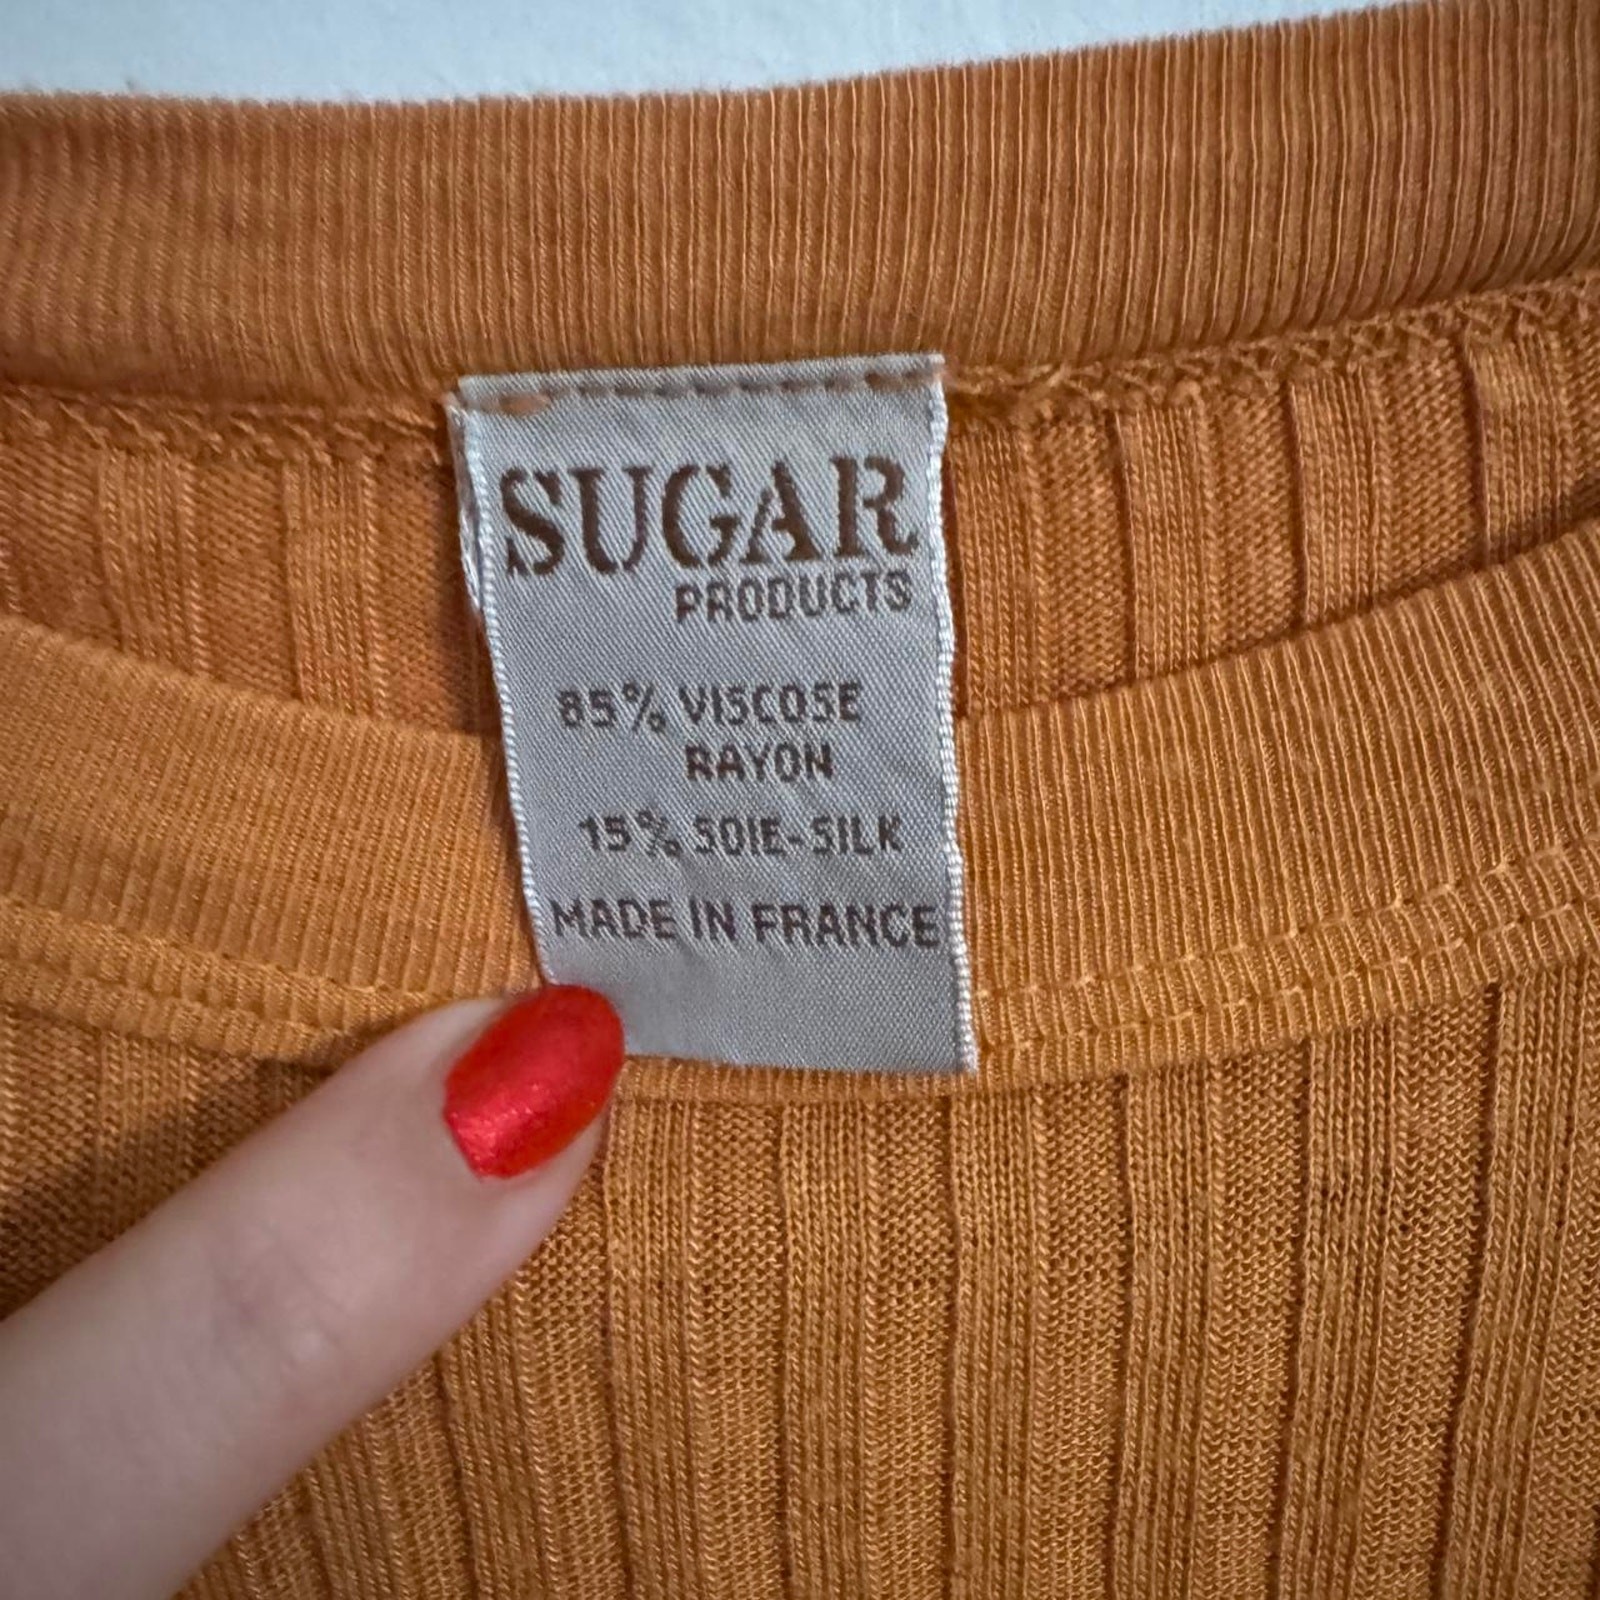 SUGAR
PRODUCTS
85% VISCOSE
RAYON
15% SOIE-SILK
MADE IN FRANCE